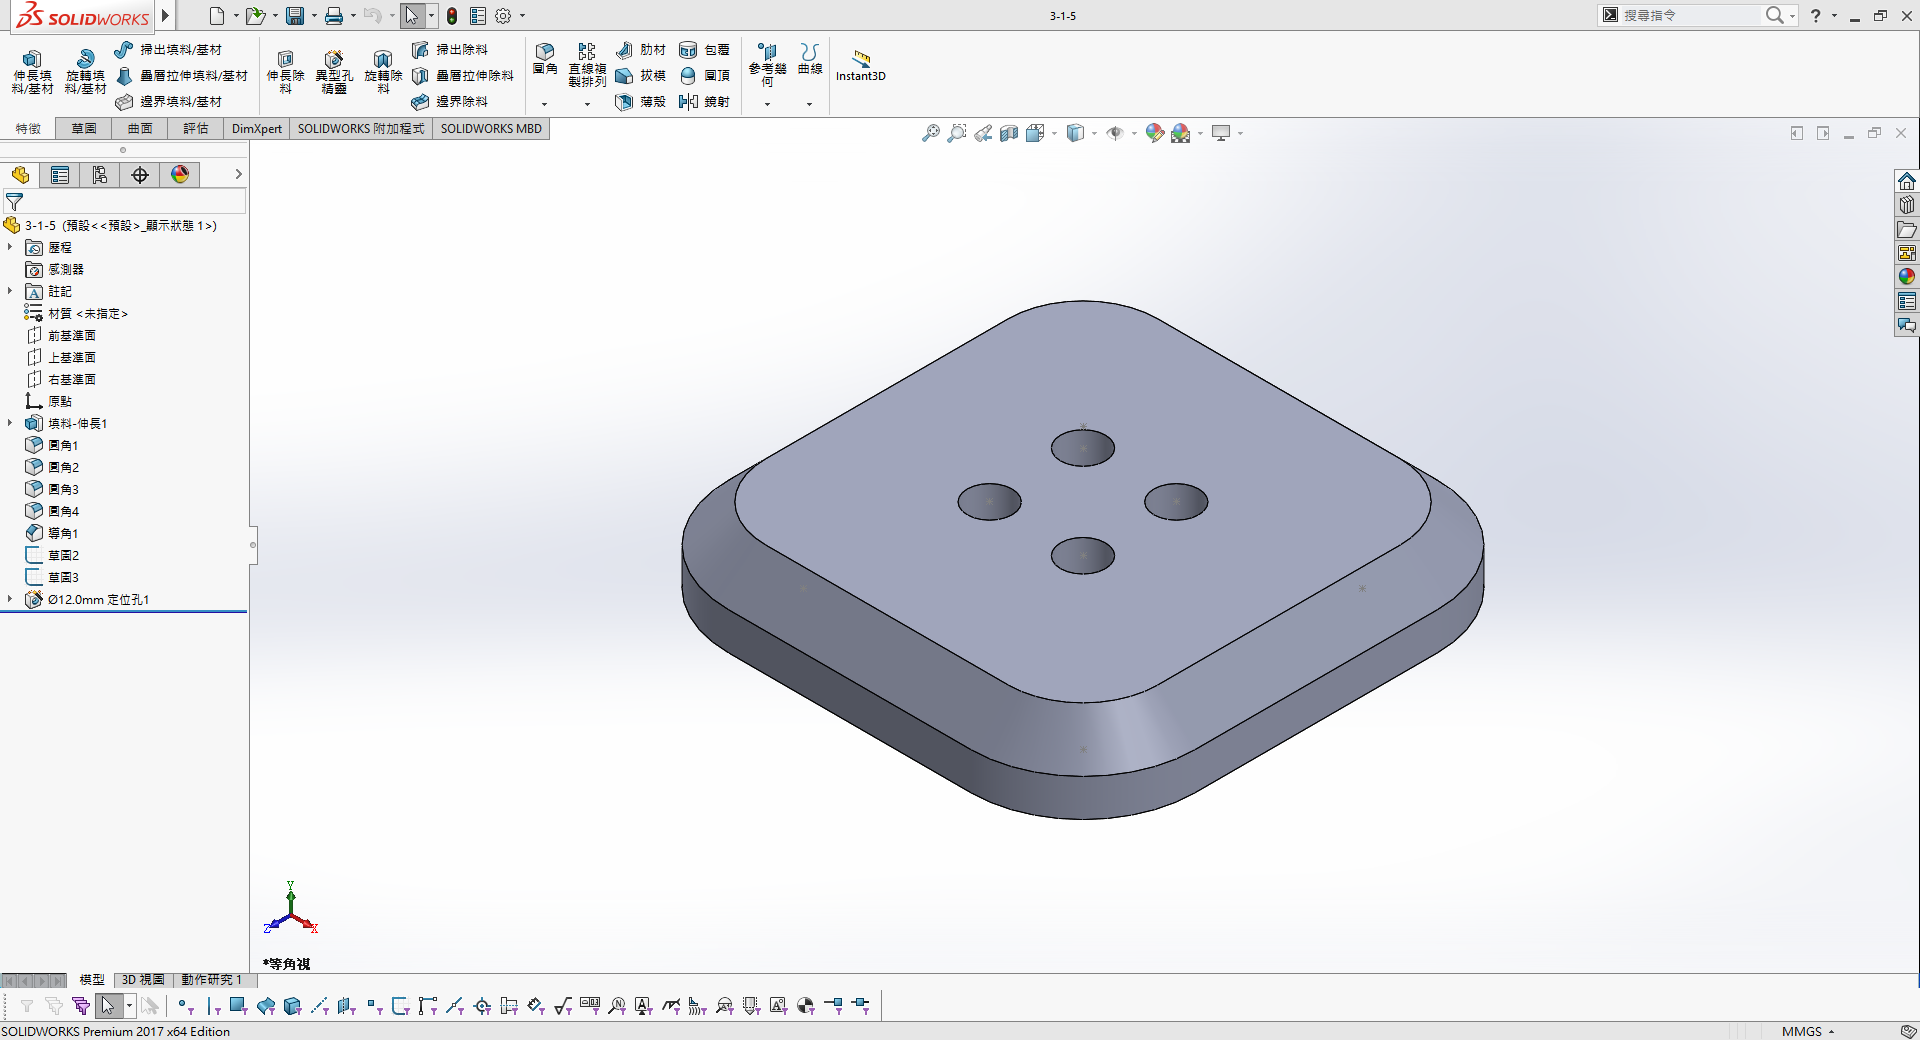 SOLIDWORKS
3-1-5
搜尋指令
伸長填
料/基材
旋轉填
料/基材
掃出填料/基材
疊層拉伸填料/基材
邊界填料/基材
伸長除
料
異型孔
精靈
旋轉除
料
掃出除料
疊層拉伸除料
邊界除料
圓角
直線複
製排列
肋材
拔模
薄殼
包覆
圓頂
鏡射
參考幾
何
曲線
Instant3D
特徵
草圖
曲面
評估
DimXpert
SOLIDWORKS 附加程式
SOLIDWORKS MBD
3-1-5 (預設<<預設>_顯示狀態 1>)
歷程
感測器
註記
材質 <未指定>
前基準面
上基準面
右基準面
原點
填料-伸長1
圓角1
圓角2
圓角3
圓角4
導角1
草圖2
草圖3
Ø12.0mm 定位孔1
Y
Z
X
*等角視
模型
3D 視圖
動作研究 1
SOLIDWORKS Premium 2017 x64 Edition
MMGS